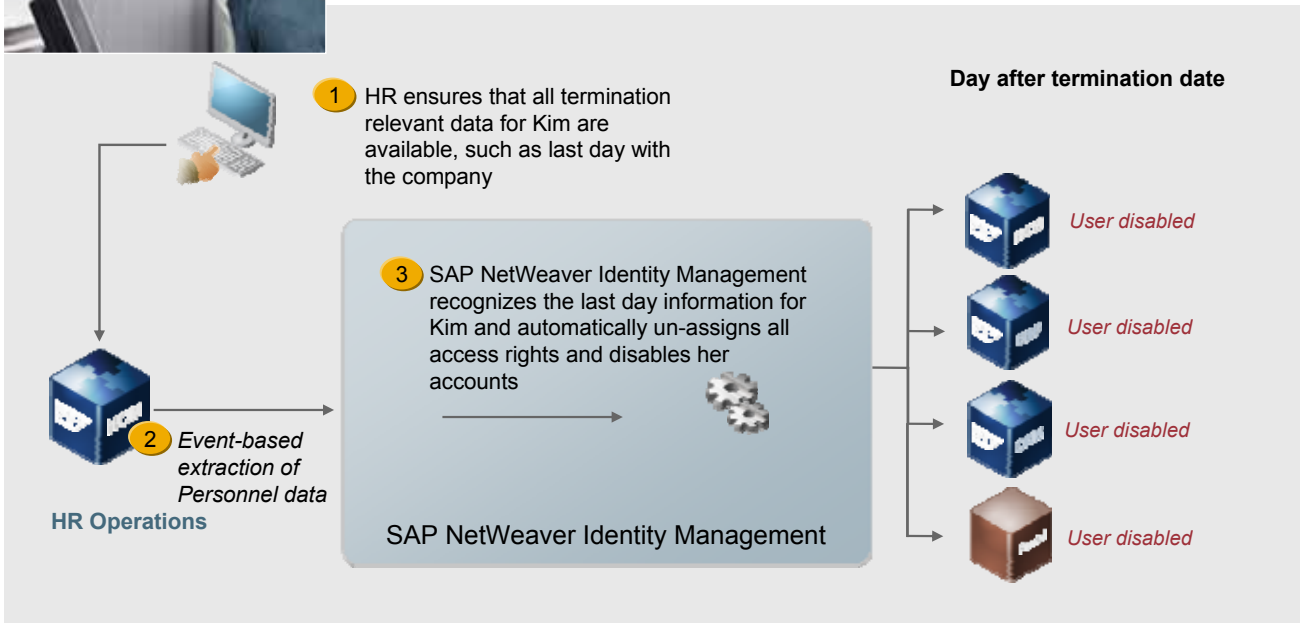 Day after termination date
1 HR ensures that all termination
relevant data for Kim are
available, such as last day with
the company
2 Event-based
extraction of
Personnel data
HR Operations
3 SAP NetWeaver Identity Management
recognizes the last day information for
Kim and automatically un-assigns all
access rights and disables her
accounts
SAP NetWeaver Identity Management
User disabled
User disabled
User disabled
User disabled